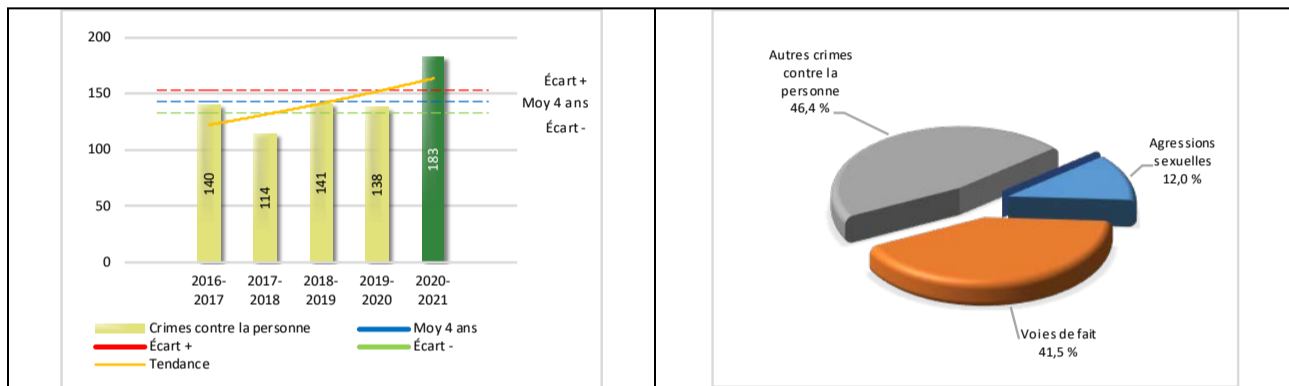 200
150
100
50
0
140
114
141
138
183
Écart +
Moy 4 ans
Écart -
2016-
2017
2017-
2018
2018-
2019
2019-
2020
2020-
2021
Crimes contre la personne
Moy 4 ans
Écart +
Écart -
Tendance
Autres crimes
contre la
personne
46,4 %
Agressions
sexuelles
12,0 %
Voies de fait
41,5 %